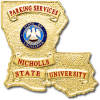 PARKING SERVICES
NICHOLLS
STATE
UNIVERSITY